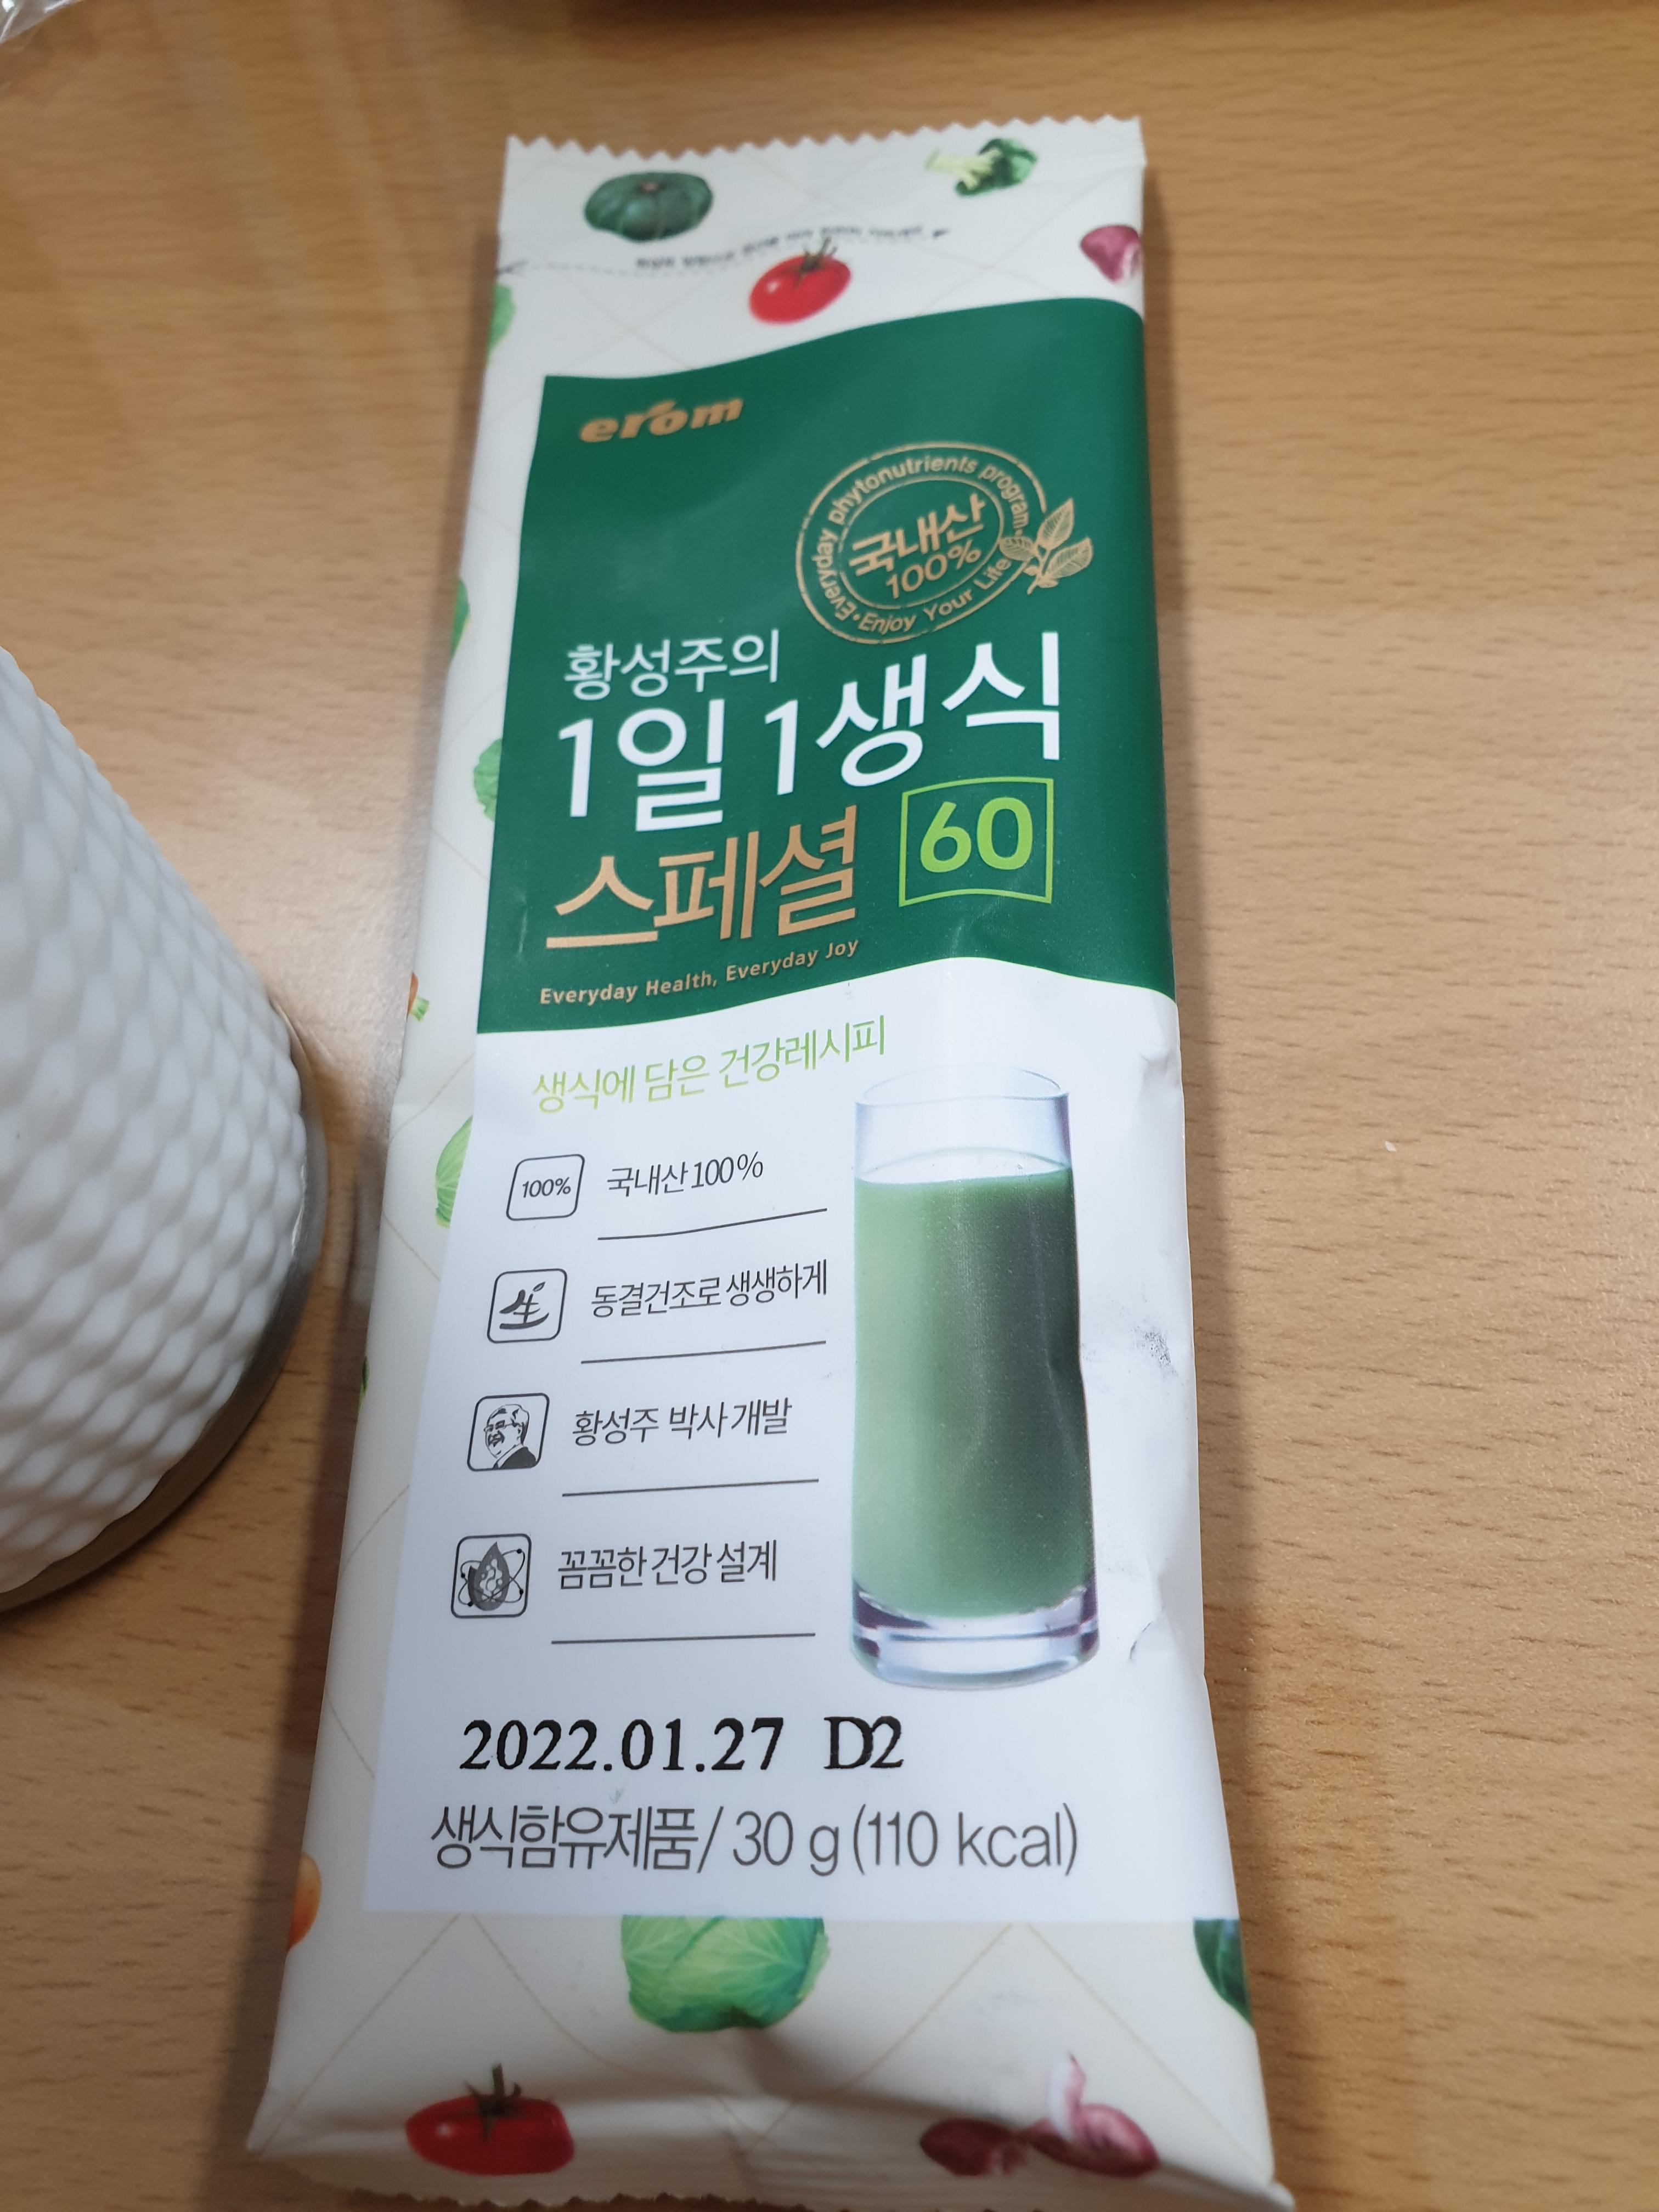 erom
Everyday phytonutrients program
국내산
100%
Enjoy Your Life
황성주의
1일 1생식
스페셜 60
Everyday Health, Everyday Joy
생식에 담은 건강레시피
100% 국내산 100%
生 동결건조로 생생하게
황성주 박사 개발
꼼꼼한 건강 설계
2022.01.27 D2
생식함유제품/ 30 g (110 kcal)